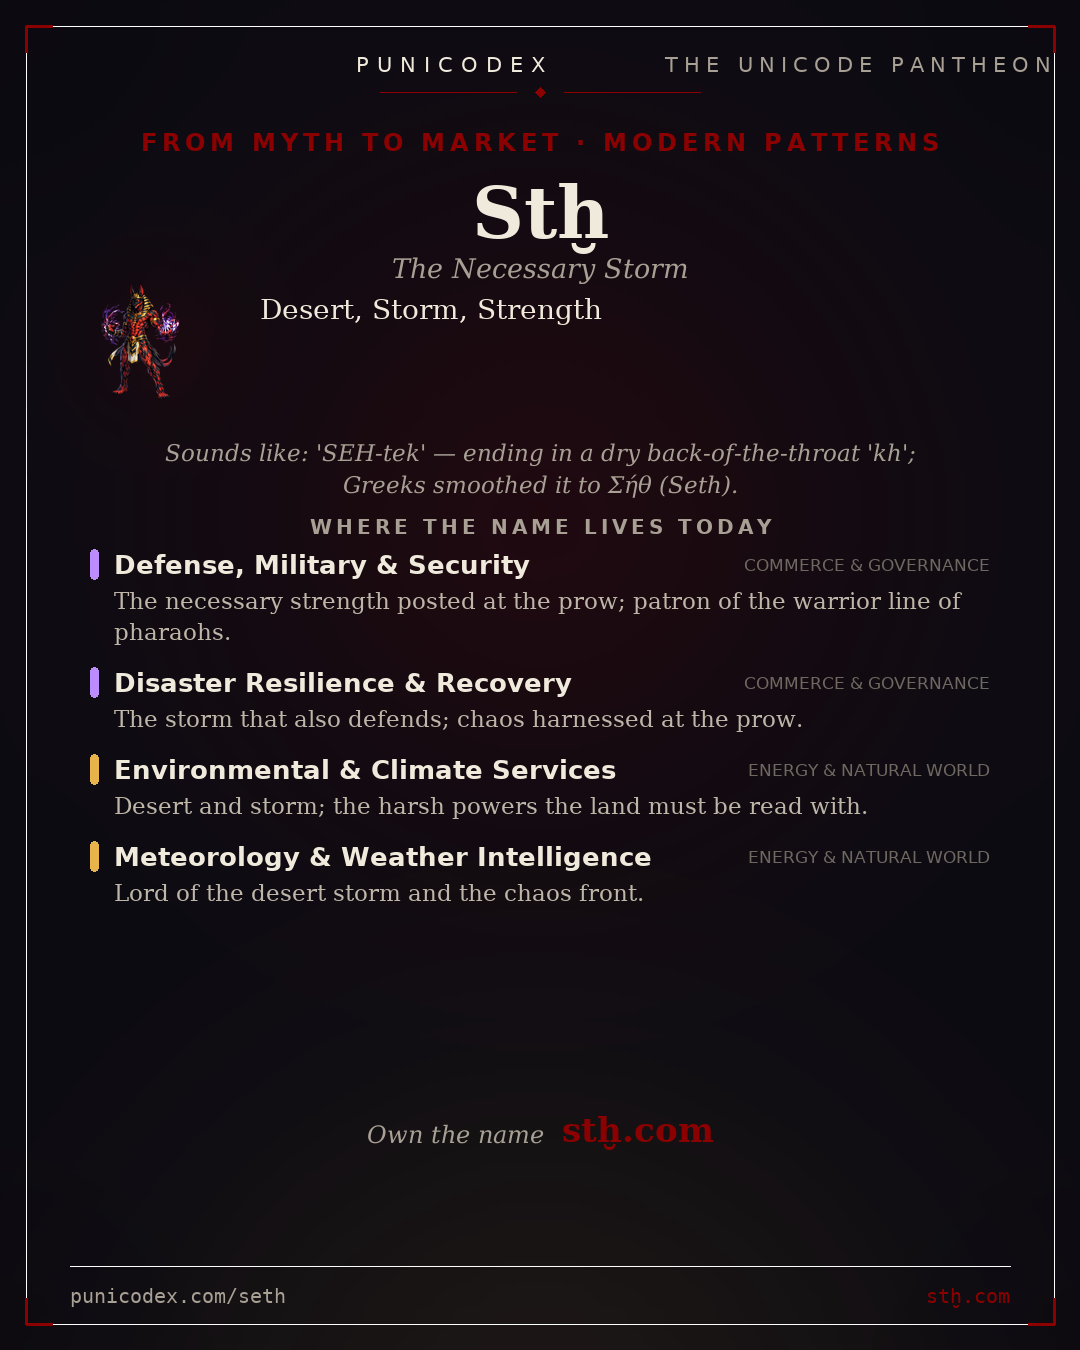 PUNICODEX THE UNICODE PANTHEON
FROM MYTH TO MARKET · MODERN PATTERNS
Stḫ
The Necessary Storm
Desert, Storm, Strength
Sounds like: 'SEH-tek' — ending in a dry back-of-the-throat 'kh';
Greeks smoothed it to Σήθ (Seth).
WHERE THE NAME LIVES TODAY
Defense, Military & Security COMMERCE & GOVERNANCE
The necessary strength posted at the prow; patron of the warrior line of
pharaohs.
Disaster Resilience & Recovery COMMERCE & GOVERNANCE
The storm that also defends; chaos harnessed at the prow.
Environmental & Climate Services ENERGY & NATURAL WORLD
Desert and storm; the harsh powers the land must be read with.
Meteorology & Weather Intelligence ENERGY & NATURAL WORLD
Lord of the desert storm and the chaos front.
Own the name stḫ.com
punicodex.com/seth stḫ.com